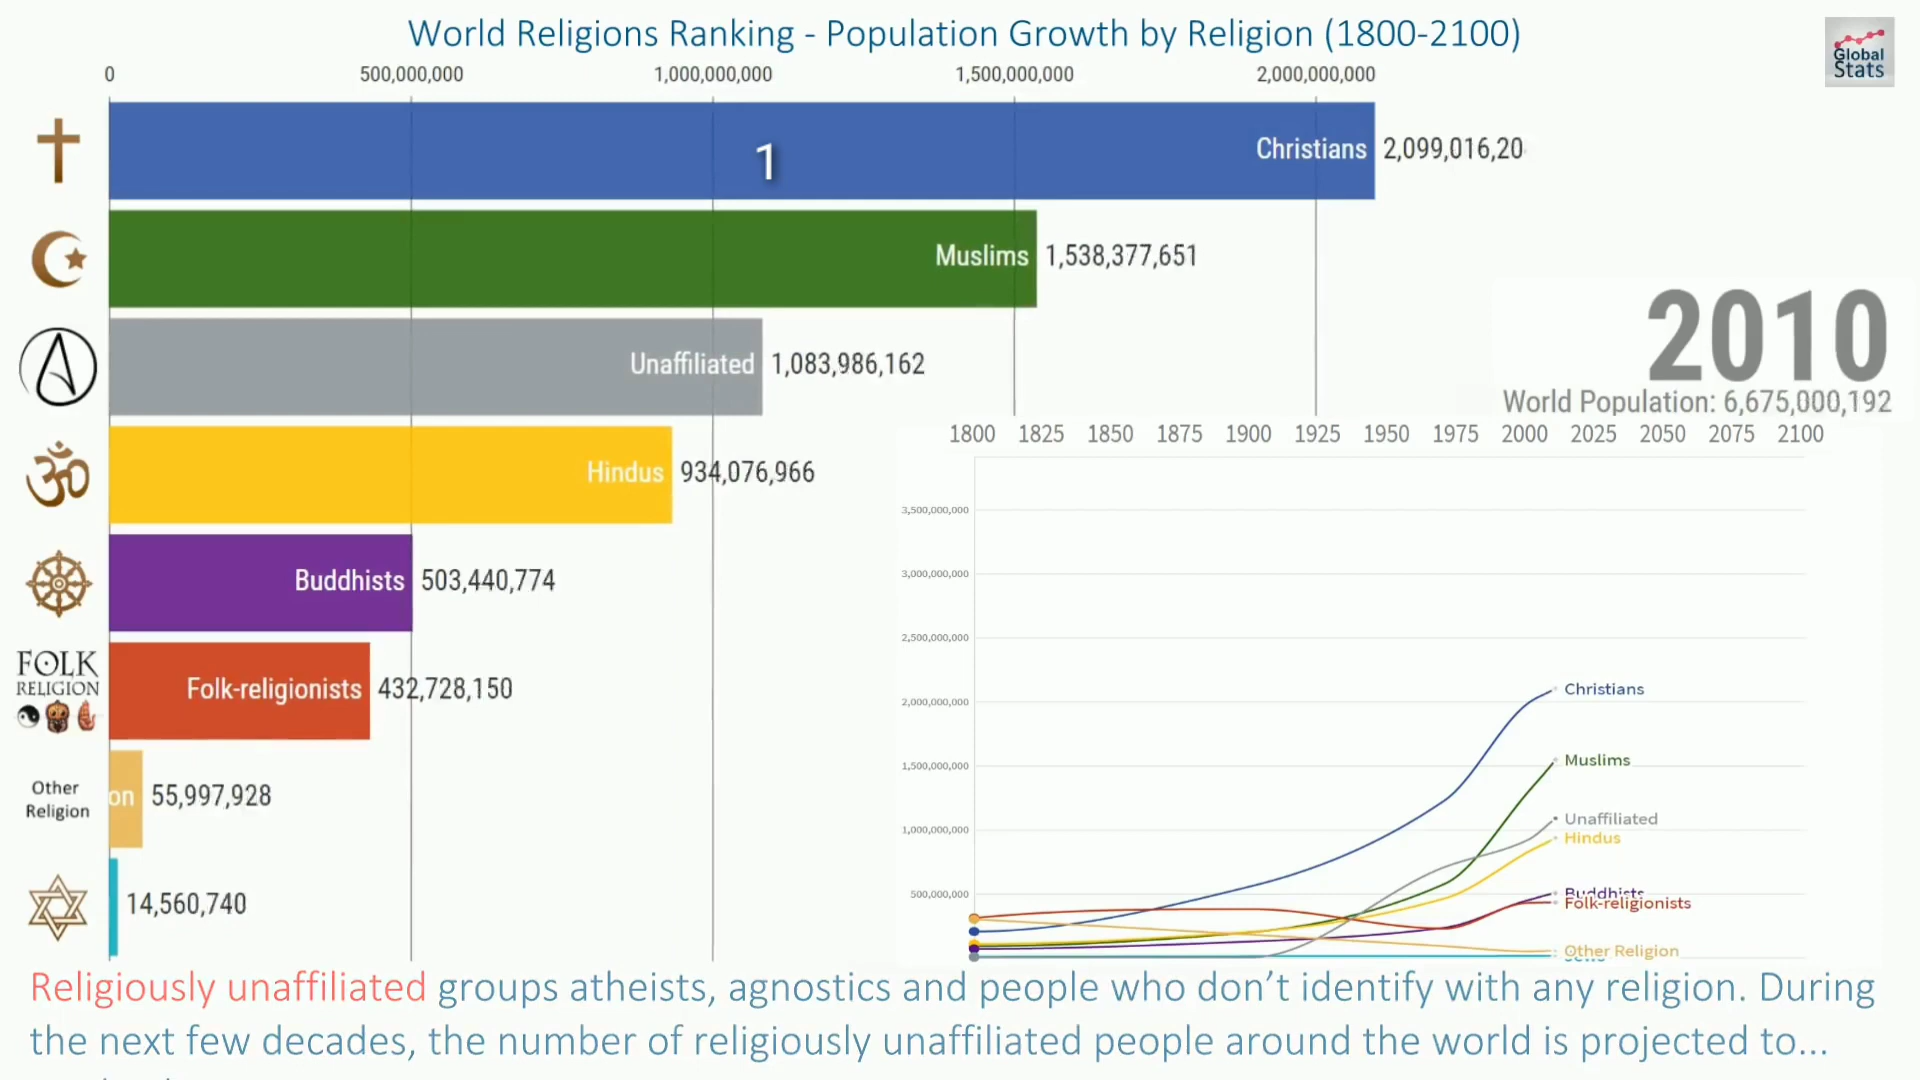 World Religions Ranking - Population Growth by Religion (1800-2100)
Global
Stats
0 500,000,000 1,000,000,000 1,500,000,000 2,000,000,000
1 Christians 2,099,016,20
Muslims 1,538,377,651
Unaffiliated 1,083,986,162
Hindus 934,076,966
Buddhists 503,440,774
FOLK
RELIGION
Folk-religionists 432,728,150
Other
Religion
on 55,997,928
14,560,740
2010
World Population: 6,675,000,192
1800 1825 1850 1875 1900 1925 1950 1975 2000 2025 2050 2075 2100
3,500,000,000
3,000,000,000
2,500,000,000
2,000,000,000
1,500,000,000
1,000,000,000
500,000,000
Christians
Muslims
Unaffiliated
Hindus
Buddhists
Folk-religionists
Other Religion
Religiously unaffiliated groups atheists, agnostics and people who don’t identify with any religion. During
the next few decades, the number of religiously unaffiliated people around the world is projected to...